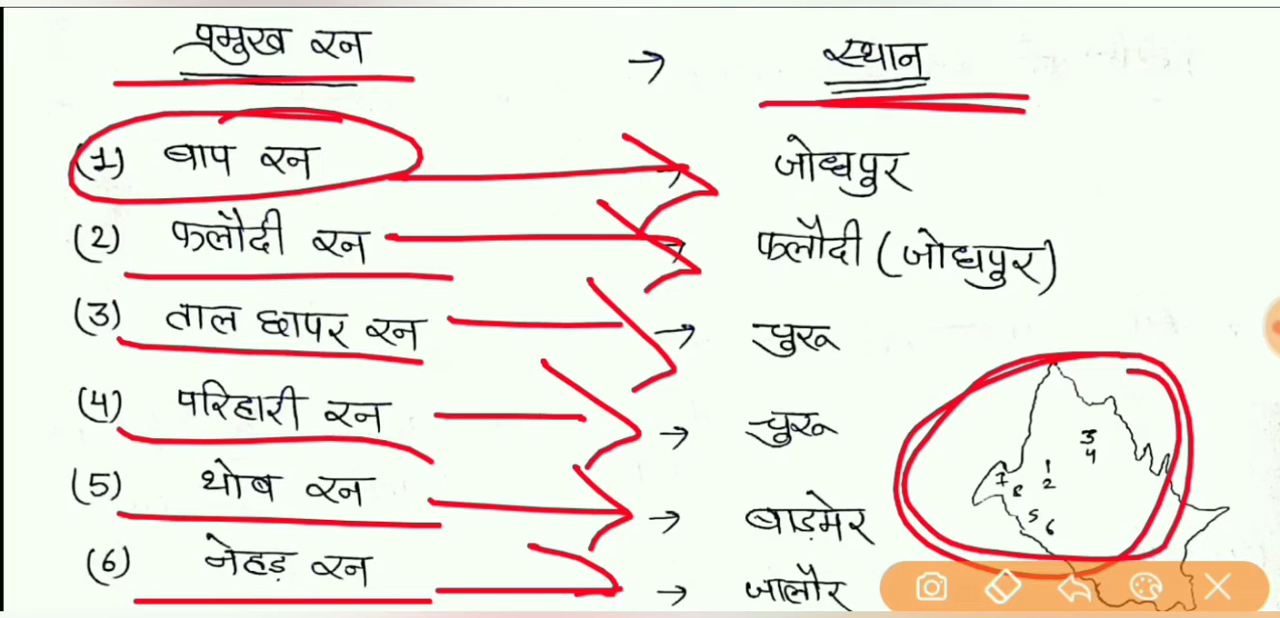 प्रमुख रन → स्थान
(1) बाप रन → जोधपुर
(2) फलौदी रन → फलौदी (जोधपुर)
(3) ताल छापर रन → चुरू
(4) परिहारी रन → चुरू
(5) थोब रन → बाड़मेर
(6) नेहड़ रन → जालौर
3
4
1
7
8
2
5
6